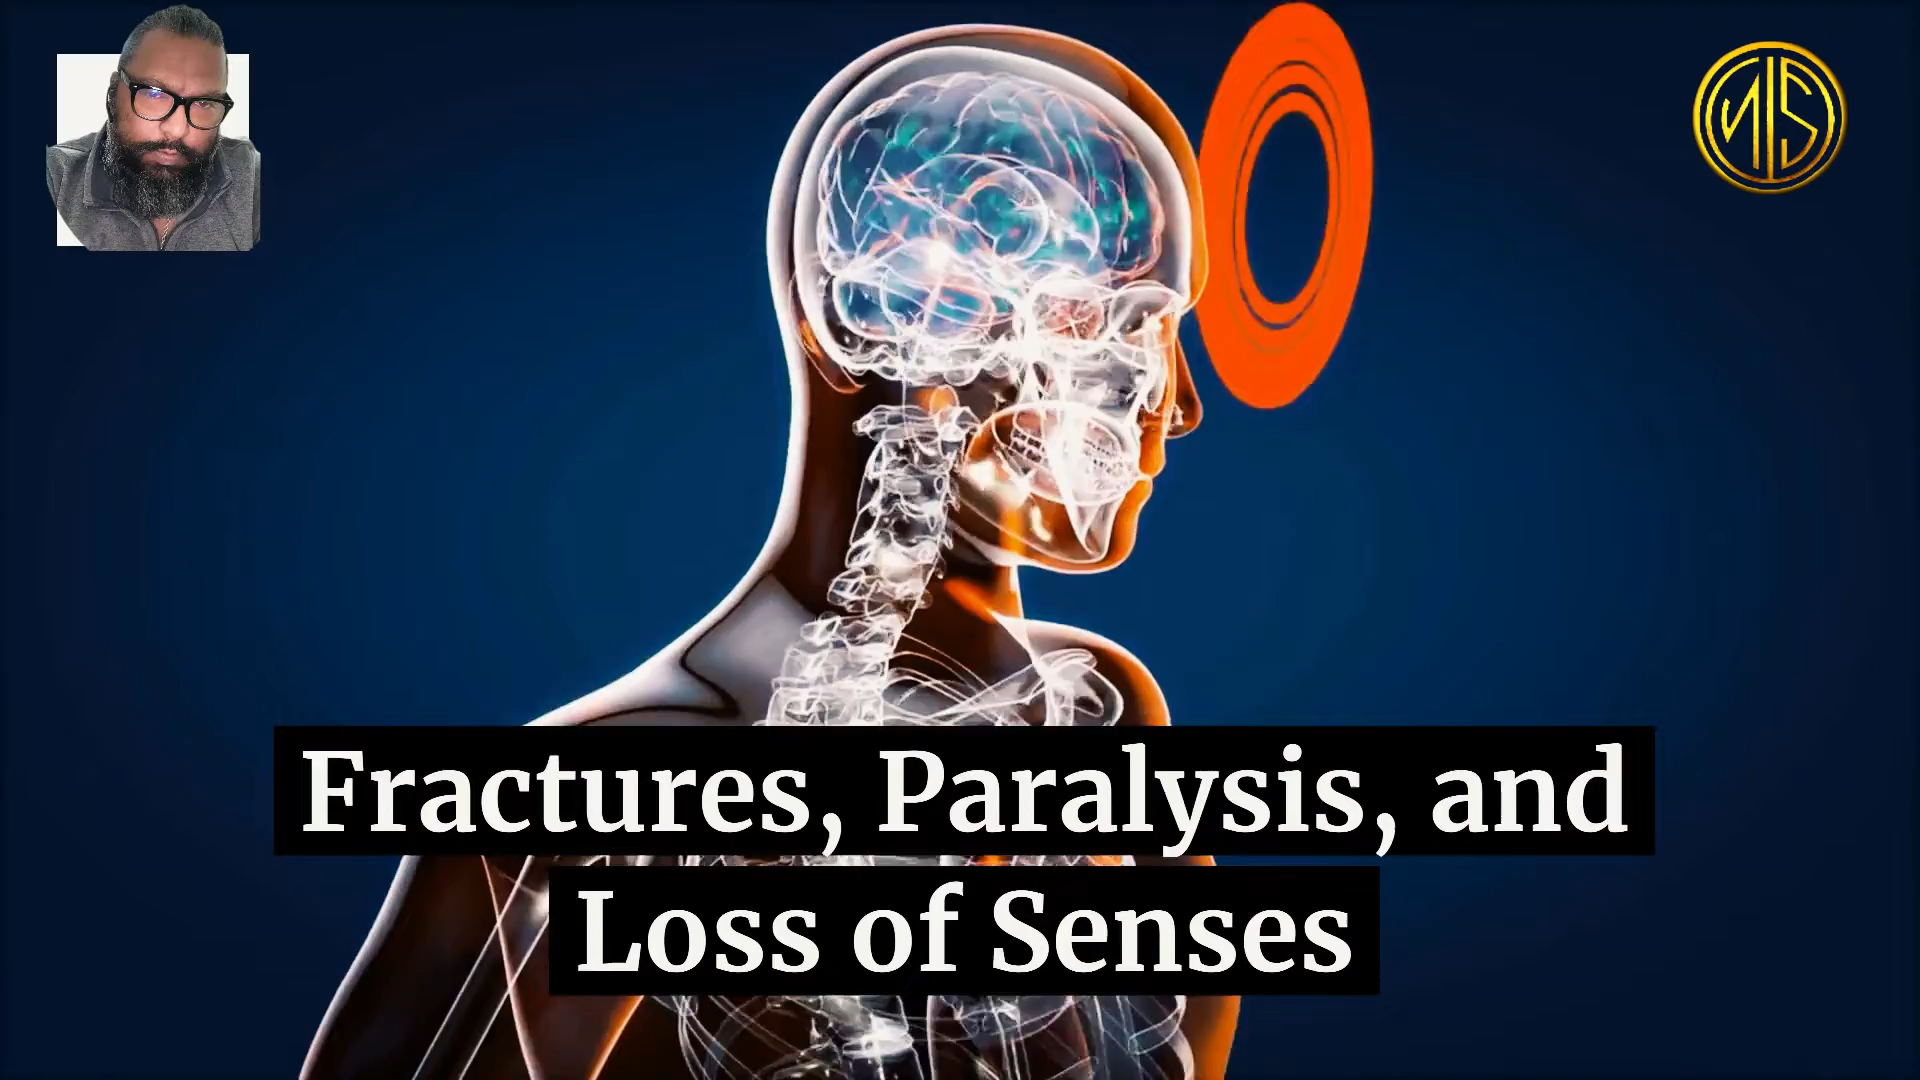 Fractures, Paralysis, and
Loss of Senses